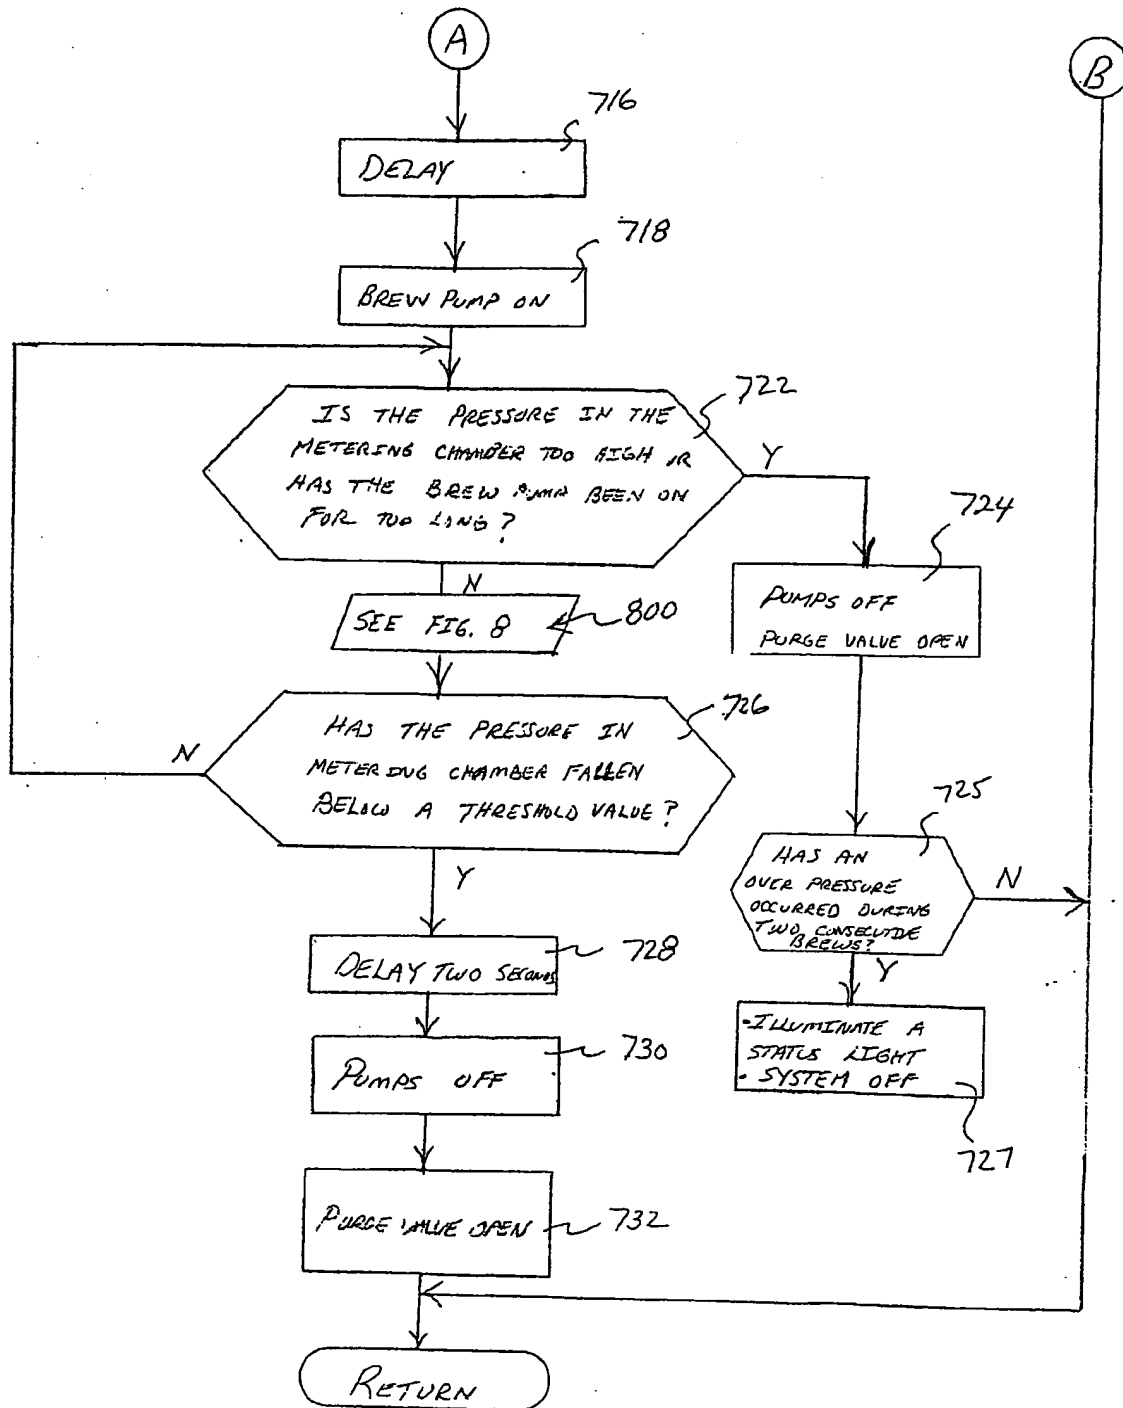 A
B
716
DELAY
718
BREW PUMP ON
722
IS THE PRESSURE IN THE
METERING CHAMBER TOO HIGH OR
HAS THE BREW PUMP BEEN ON
FOR TOO LONG?
Y
N
724
PUMPS OFF
PURGE VALUE OPEN
SEE FIG. 8
800
726
HAS THE PRESSURE IN
METERING CHAMBER FALLEN
BELOW A THRESHOLD VALUE?
N
Y
725
HAS AN
OVER PRESSURE
OCCURRED DURING
TWO CONSECUTIVE
BREWS?
N
Y
728
DELAY TWO SECONDS
-ILLUMINATE A
STATUS LIGHT
- SYSTEM OFF
727
730
PUMPS OFF
PURGE VALUE OPEN
732
RETURN